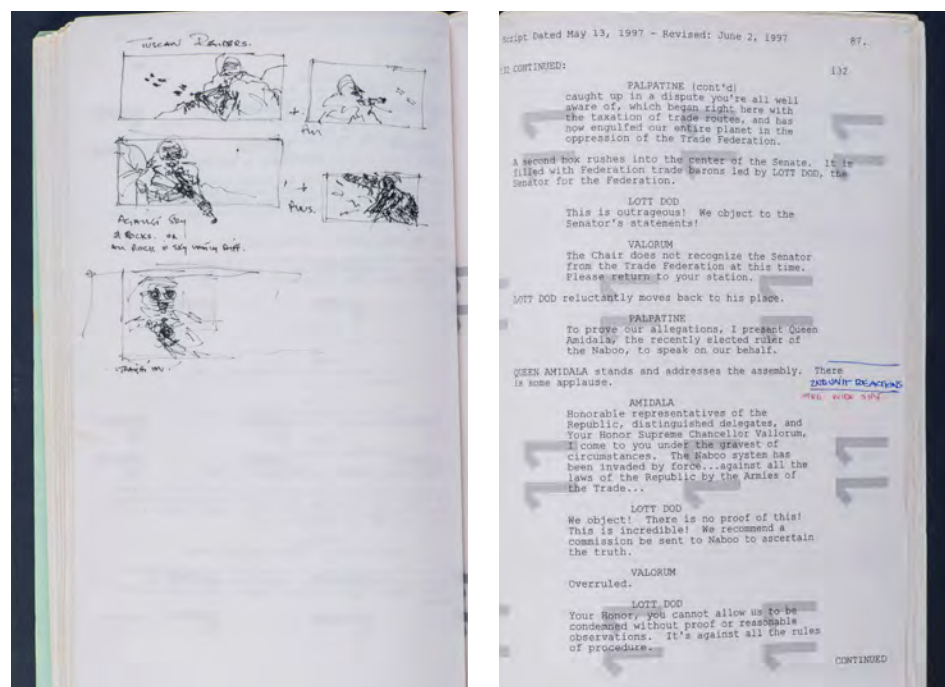 TUSCAN RAIDERS.
+
AGAINST SKY
& ROCKS. OR
Script Dated May 13, 1997 - Revised: June 2, 1997 87.
132 CONTINUED: 132
PALPATINE (cont'd)
caught up in a dispute you're all well
aware of, which began right here with
the taxation of trade routes, and has
now engulfed our entire planet in the
oppression of the Trade Federation.
A second box rushes into the center of the Senate. It is
filled with Federation trade barons led by LOTT DOD, the
Senator for the Federation.
LOTT DOD
This is outrageous! We object to the
Senator's statements!
VALORUM
The Chair does not recognize the Senator
from the Trade Federation at this time.
Please return to your station.
LOTT DOD reluctantly moves back to his place.
PALPATINE
To prove our allegations, I present Queen
Amidala, the recently elected ruler of
the Naboo, to speak on our behalf.
QUEEN AMIDALA stands and addresses the assembly. There
is some applause.
2ND UNIT REACTIONS
AMIDALA
Honorable representatives of the
Republic, distinguished delegates, and
Your Honor Supreme Chancellor Vallorum,
I come to you under the gravest of
circumstances. The Naboo system has
been invaded by force...against all the
laws of the Republic by the Armies of
the Trade...
LOTT DOD
We object! There is no proof of this!
This is incredible! We recommend a
commission be sent to Naboo to ascertain
the truth.
VALORUM
Overruled.
LOTT DOD
Your Honor, you cannot allow us to be
condemned without proof or reasonable
observations. It's against all the rules
of procedure.
CONTINUED